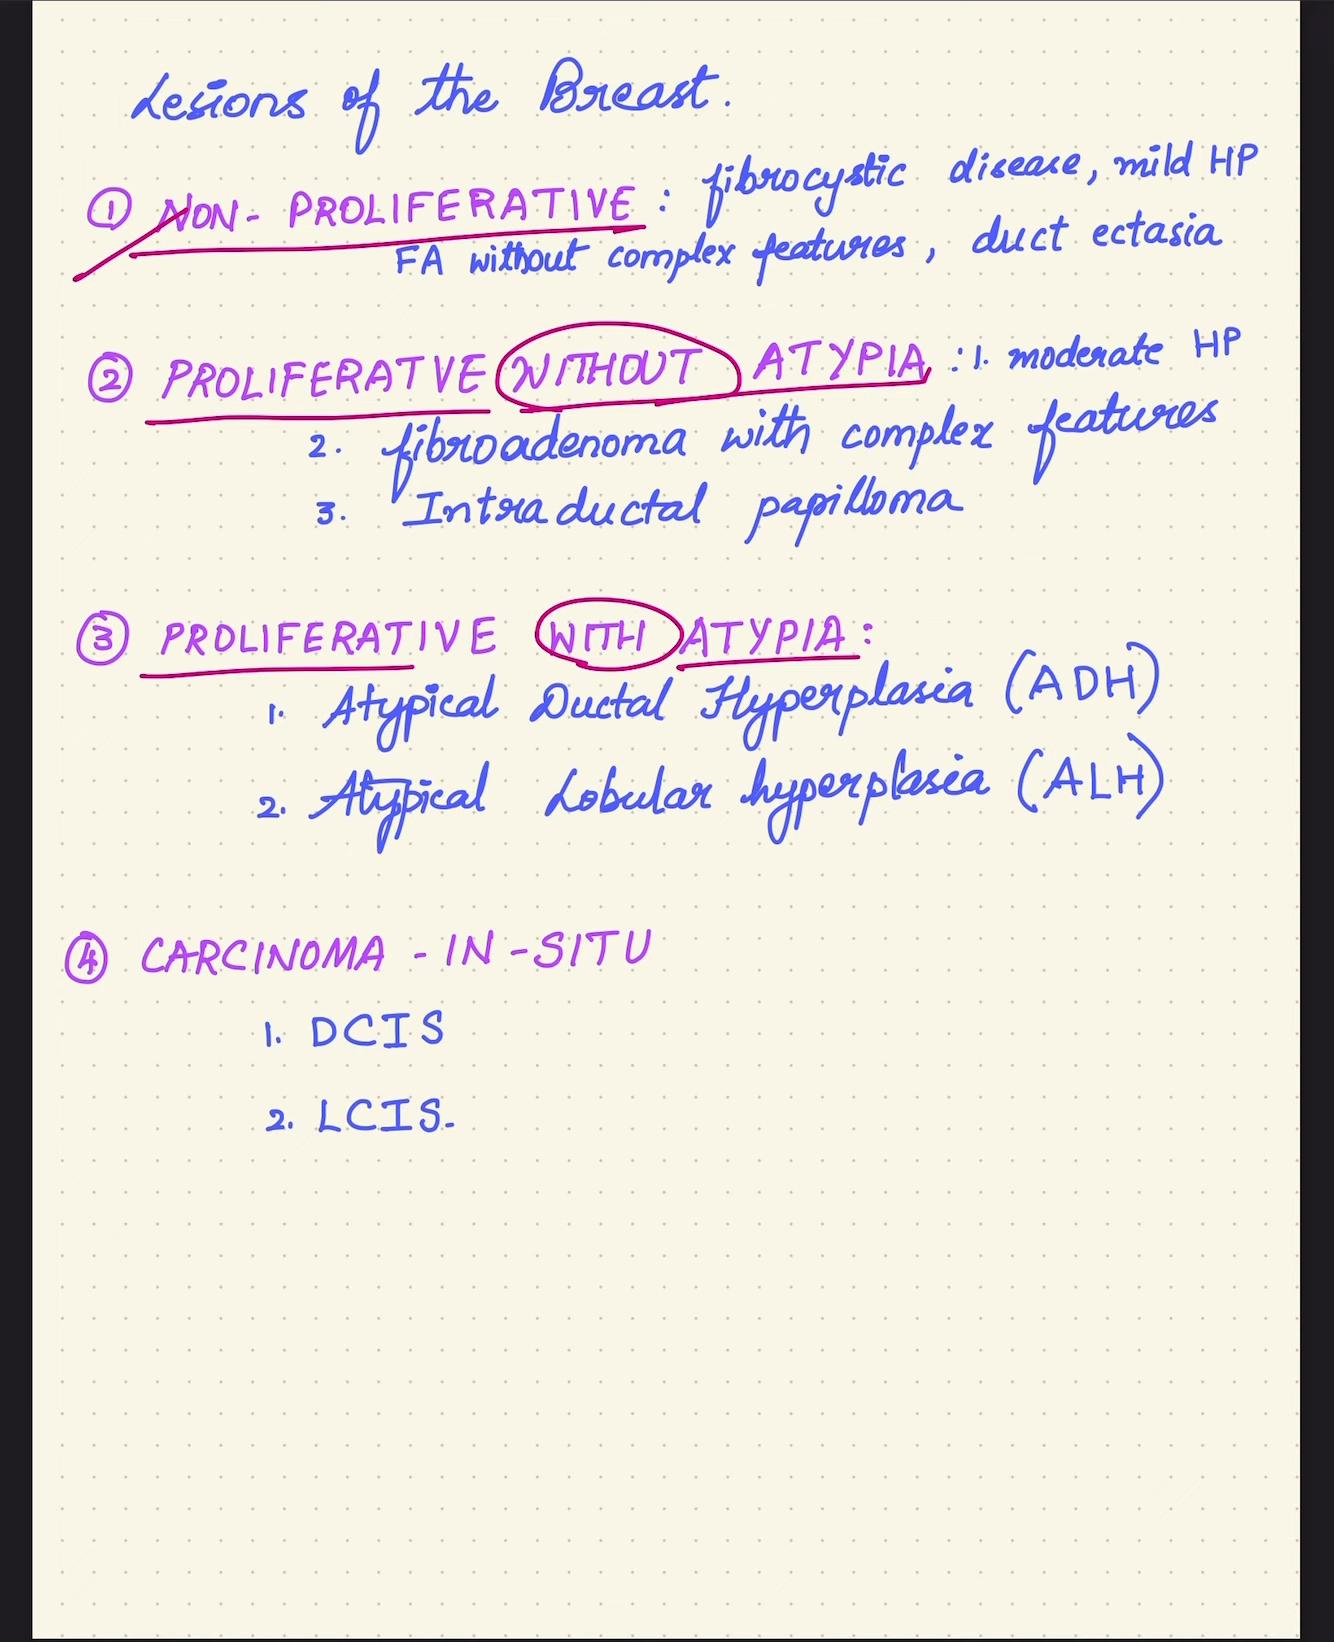 Lesions of the Breast.
① NON- PROLIFERATIVE : fibrocystic disease, mild HP
FA without complex features, duct ectasia
② PROLIFERATVE WITHOUT ATYPIA : 1. moderate HP
2. fibroadenoma with complex features
3. Intraductal papilloma
③ PROLIFERATIVE WITH ATYPIA :
1. Atypical Ductal Hyperplasia (ADH)
2. Atypical Lobular hyperplasia (ALH)
④ CARCINOMA - IN - SITU
1. DCIS
2. LCIS.